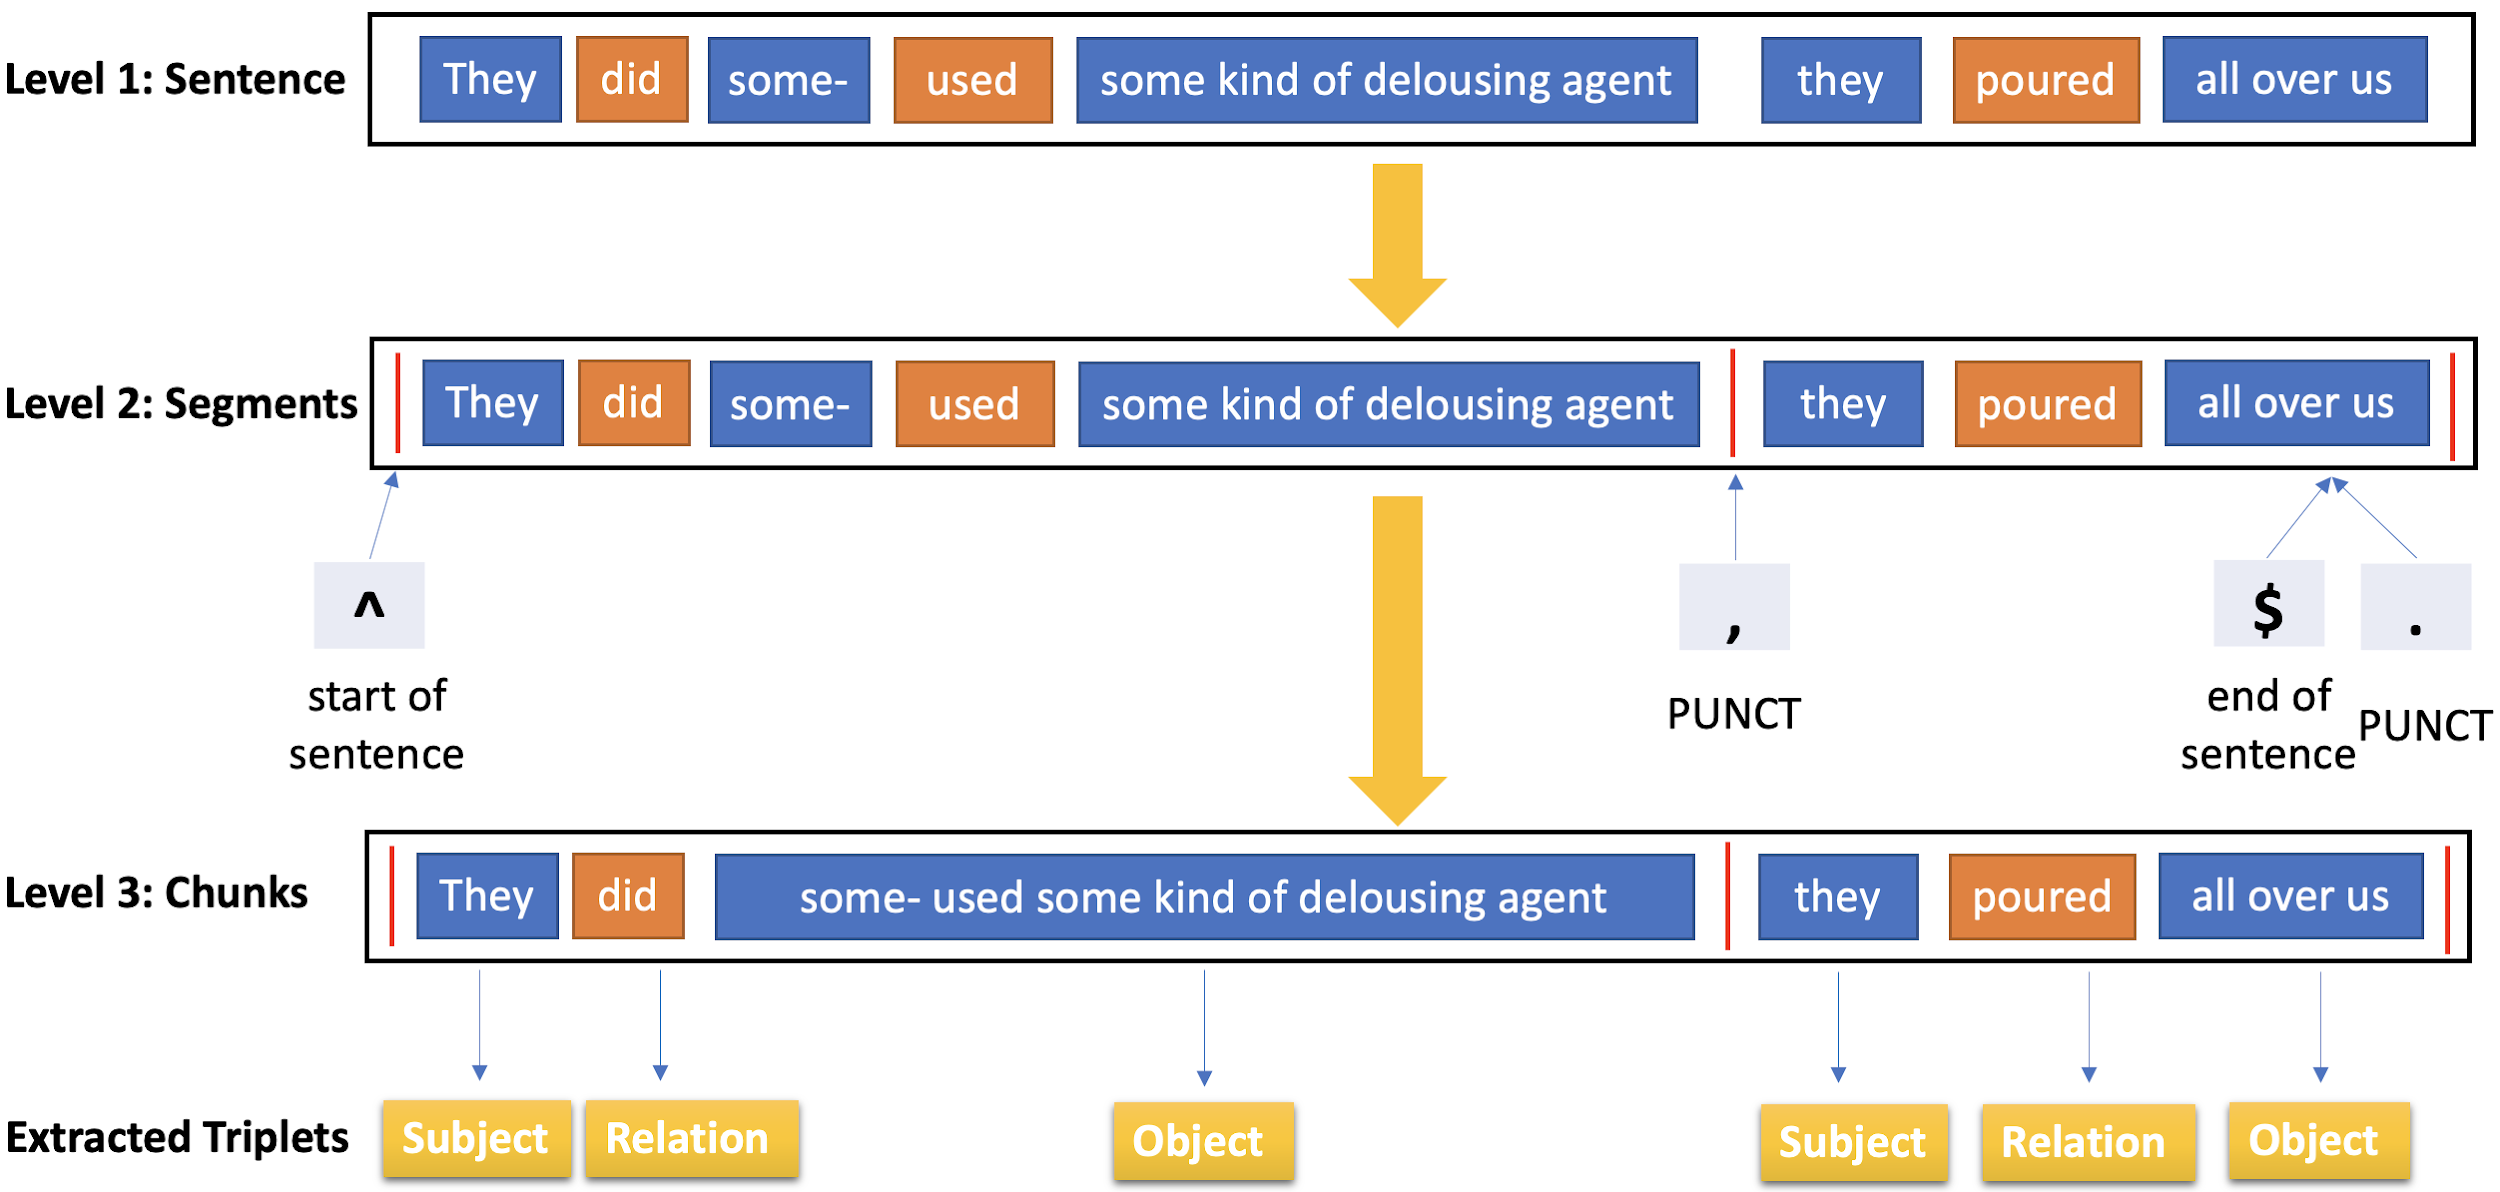 Level 1: Sentence They did some- used some kind of delousing agent they poured all over us
Level 2: Segments They did some- used some kind of delousing agent they poured all over us
^ , $ .
start of
sentence
PUNCT
end of
sentence
PUNCT
Level 3: Chunks They did some- used some kind of delousing agent they poured all over us
Extracted Triplets Subject Relation Object Subject Relation Object